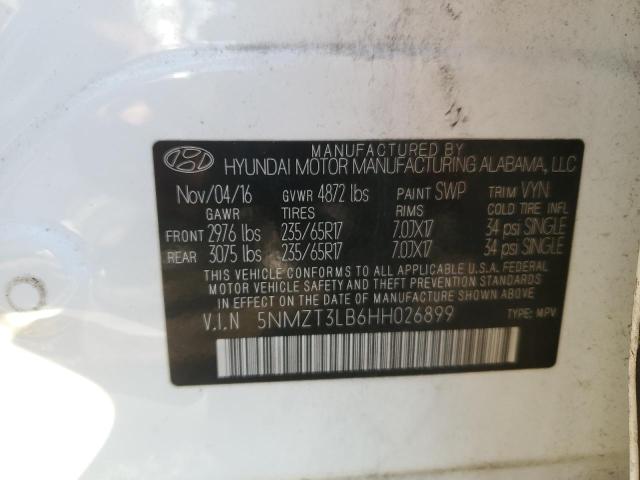 MANUFACTURED BY
HYUNDAI MOTOR MANUFACTURING ALABAMA, LLC
Nov/04/16 GVWR 4872 lbs PAINT SWP TRIM VYN
GAWR TIRES RIMS COLD TIRE INFL
FRONT 2976 lbs 235/65R17 7.0JX17 34 psi SINGLE
REAR 3075 lbs 235/65R17 7.0JX17 34 psi SINGLE
THIS VEHICLE CONFORMS TO ALL APPLICABLE U.S.A. FEDERAL
MOTOR VEHICLE SAFETY AND THEFT PREVENTION STANDARDS
IN EFFECT ON THE DATE OF MANUFACTURE SHOWN ABOVE.
V.I.N 5NMZT3LB6HH026899 TYPE: MPV